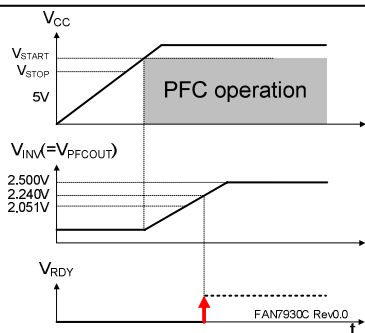 VCC
VSTART
VSTOP
5V
PFC operation
VINV(=VPFCOUT)
2.500V
2.240V
2.051V
VRDY
FAN7930C Rev0.0
t